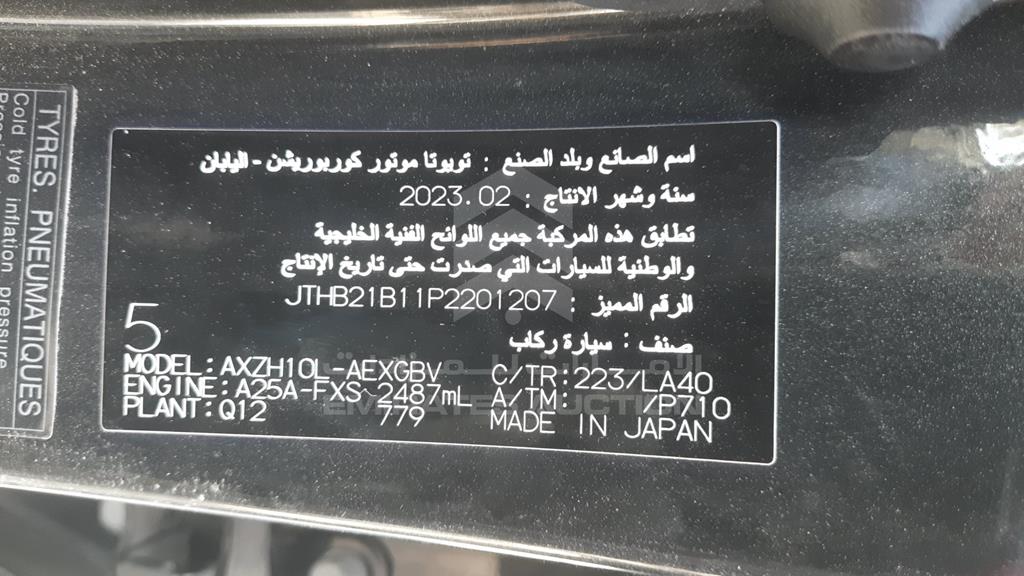 اسم الصانع وبلد الصنع : تويوتا موتور كوربوريشن - اليابان
سنة وشهر الانتاج : 2023.02
تطابق هذه المركبة جميع اللوائح الفنية الخليجية
والوطنية للسيارات التي صدرت حتى تاريخ الإنتاج
الرقم المميز : JTHB21B11P2201207
صنف : سيارة ركاب
5
MODEL:AXZH10L-AEXGBV C/TR:223/LA40
ENGINE:A25A-FXS 2487mL A/TM: /P710
PLANT:Q12 779 MADE IN JAPAN
TYRES. PNEUMATIQUES
Cold tyre inflation pressure